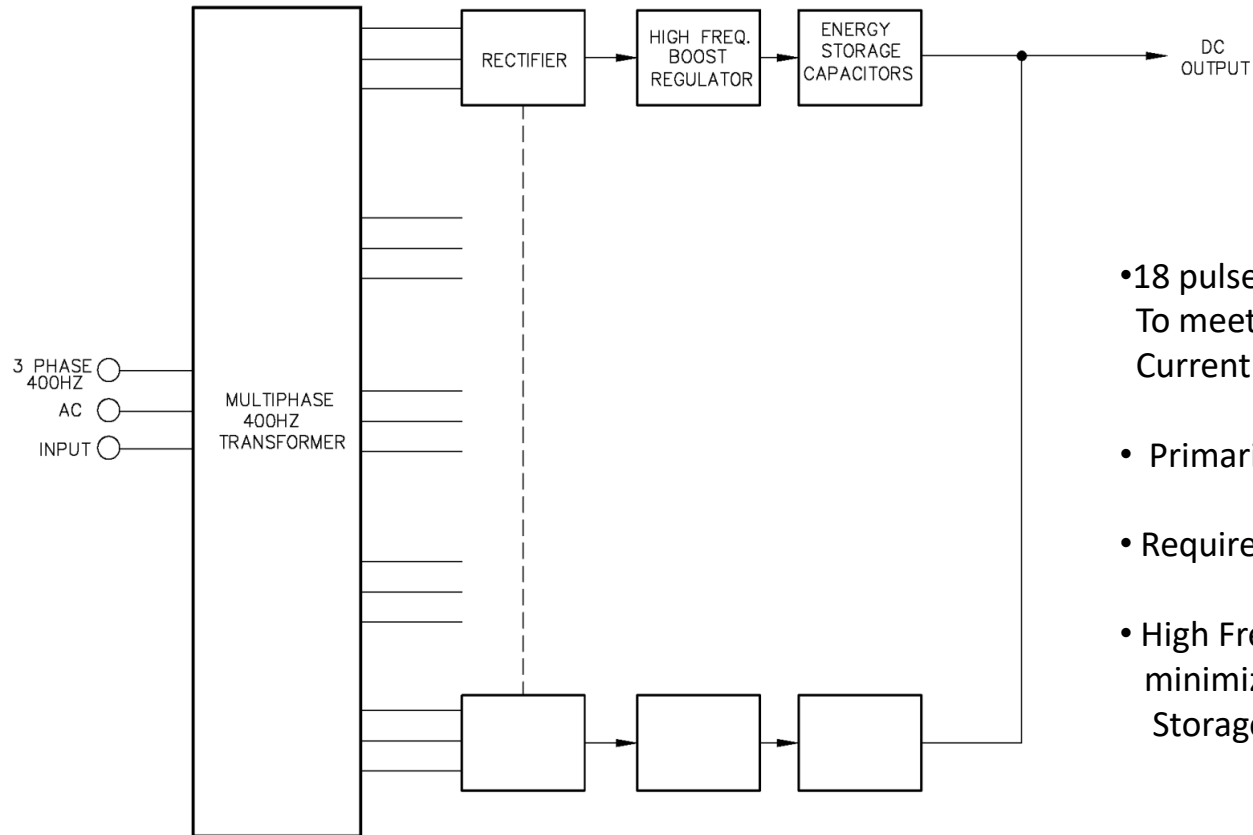 RECTIFIER
HIGH FREQ.
BOOST
REGULATOR
ENERGY
STORAGE
CAPACITORS
DC
OUTPUT
3 PHASE
400HZ
AC
INPUT
MULTIPHASE
400HZ
TRANSFORMER
•18 pulse
To meet
Current
•
• Require
• High Fre
minimiz
Storage